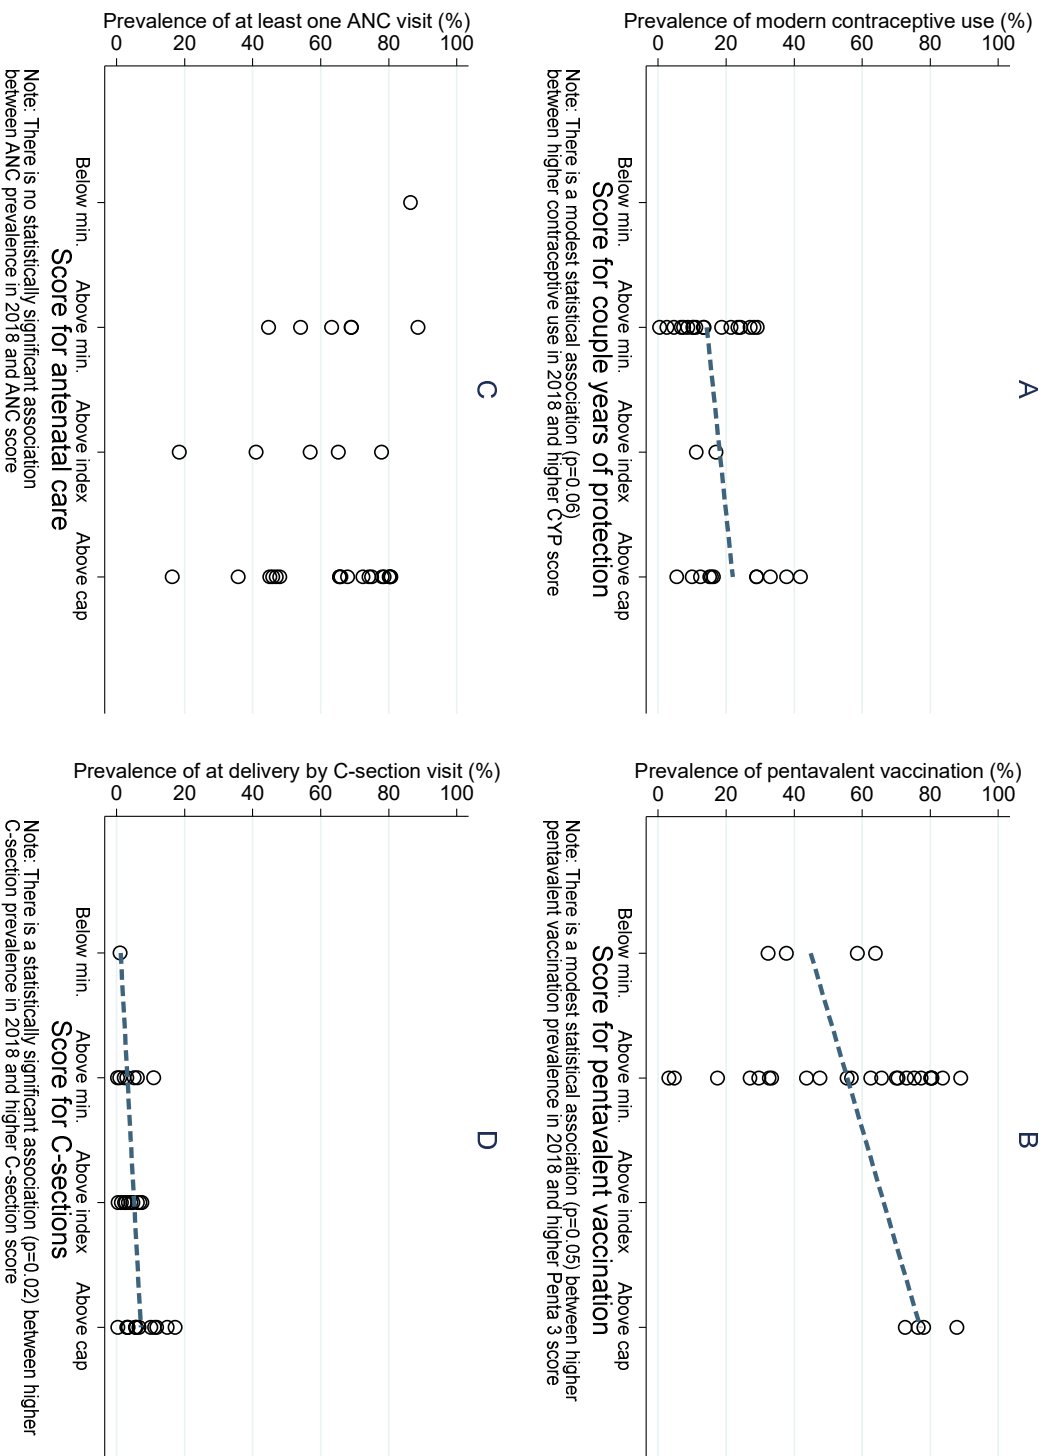 A
Prevalence of modern contraceptive use (%)
0 20 40 60 80 100
Below min. Above min. Above index Above cap
Score for couple years of protection
Note: There is a modest statistical association (p=0.06)
between higher contraceptive use in 2018 and higher CYP score
B
Prevalence of pentavalent vaccination (%)
0 20 40 60 80 100
Below min. Above min. Above index Above cap
Score for pentavalent vaccination
Note: There is a modest statistical association (p=0.05) between higher
pentavalent vaccination prevalence in 2018 and higher Penta 3 score
C
Prevalence of at least one ANC visit (%)
0 20 40 60 80 100
Below min. Above min. Above index Above cap
Score for antenatal care
Note: There is no statistically significant association
between ANC prevalence in 2018 and ANC score
D
Prevalence of at delivery by C-section visit (%)
0 20 40 60 80 100
Below min. Above min. Above index Above cap
Score for C-sections
Note: There is a statistically significant association (p=0.02) between higher
C-section prevalence in 2018 and higher C-section score